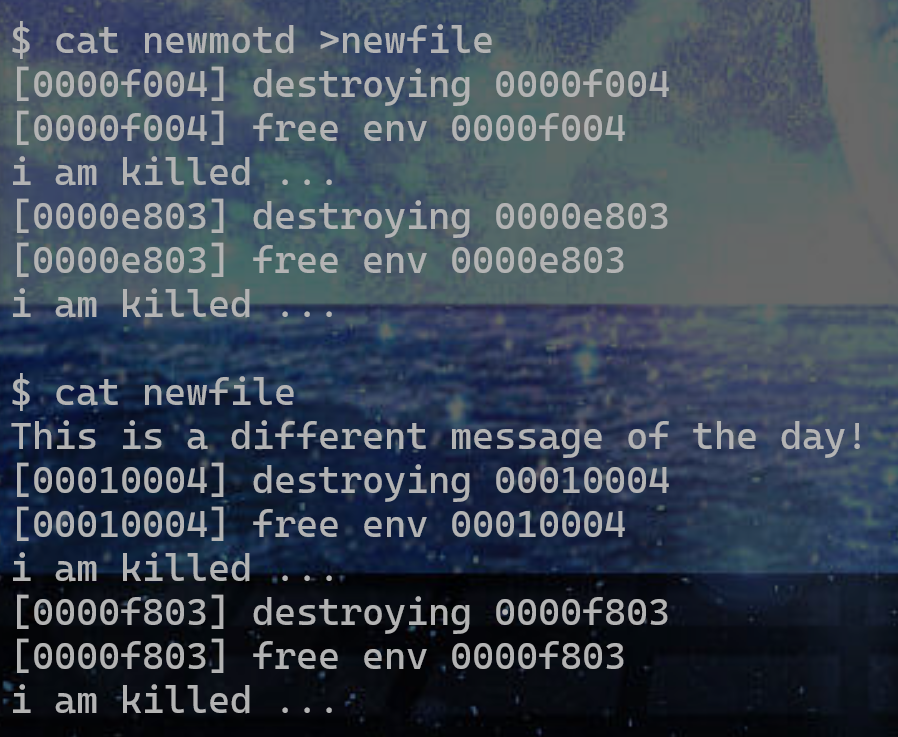 $ cat newmotd >newfile
[0000f004] destroying 0000f004
[0000f004] free env 0000f004
i am killed ...
[0000e803] destroying 0000e803
[0000e803] free env 0000e803
i am killed ...
$ cat newfile
This is a different message of the day!
[00010004] destroying 00010004
[00010004] free env 00010004
i am killed ...
[0000f803] destroying 0000f803
[0000f803] free env 0000f803
i am killed ...